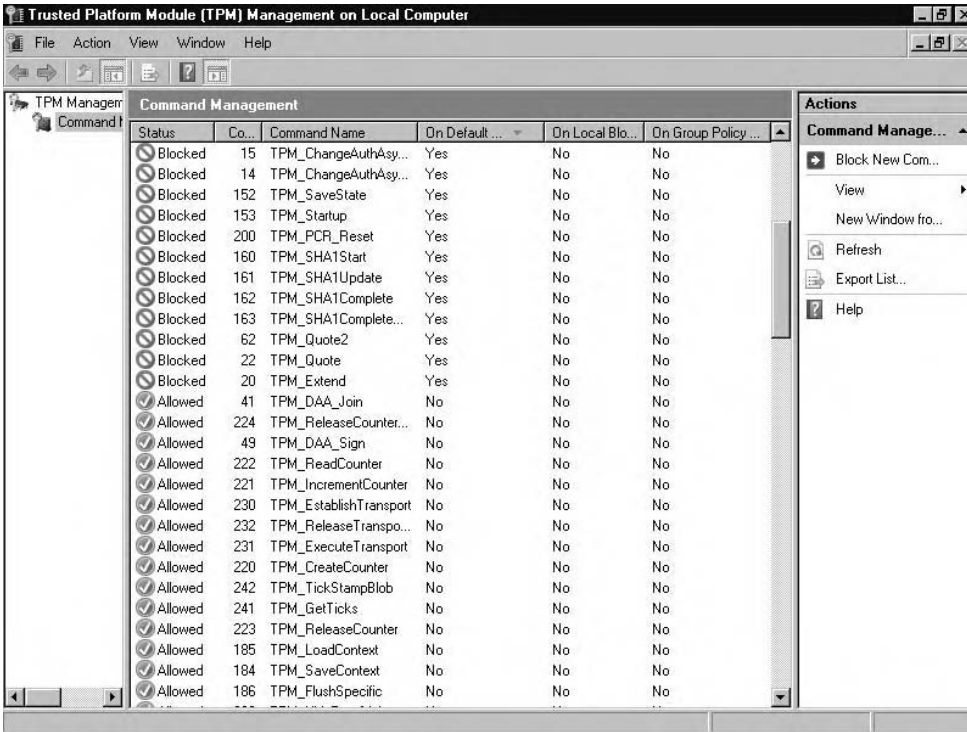 Trusted Platform Module (TPM) Management on Local Computer
File Action View Window Help
TPM Managem
Command M
Command Management
Status Co... Command Name On Default ... On Local Blo... On Group Policy ...
Blocked 15 TPM_ChangeAuthAsy... Yes No No
Blocked 14 TPM_ChangeAuthAsy... Yes No No
Blocked 152 TPM_SaveState Yes No No
Blocked 153 TPM_Startup Yes No No
Blocked 200 TPM_PCR_Reset Yes No No
Blocked 160 TPM_SHA1Start Yes No No
Blocked 161 TPM_SHA1Update Yes No No
Blocked 162 TPM_SHA1Complete Yes No No
Blocked 163 TPM_SHA1Complete... Yes No No
Blocked 62 TPM_Quote2 Yes No No
Blocked 22 TPM_Quote Yes No No
Blocked 20 TPM_Extend Yes No No
Allowed 41 TPM_DAA_Join No No No
Allowed 224 TPM_ReleaseCounter... No No No
Allowed 49 TPM_DAA_Sign No No No
Allowed 222 TPM_ReadCounter No No No
Allowed 221 TPM_IncrementCounter No No No
Allowed 230 TPM_EstablishTransport No No No
Allowed 232 TPM_ReleaseTranspo... No No No
Allowed 231 TPM_ExecuteTransport No No No
Allowed 220 TPM_CreateCounter No No No
Allowed 242 TPM_TickStampBlob No No No
Allowed 241 TPM_GetTicks No No No
Allowed 223 TPM_ReleaseCounter No No No
Allowed 185 TPM_LoadContext No No No
Allowed 184 TPM_SaveContext No No No
Allowed 186 TPM_FlushSpecific No No No
Actions
Command Manage...
Block New Com...
View
New Window fro...
Refresh
Export List...
Help